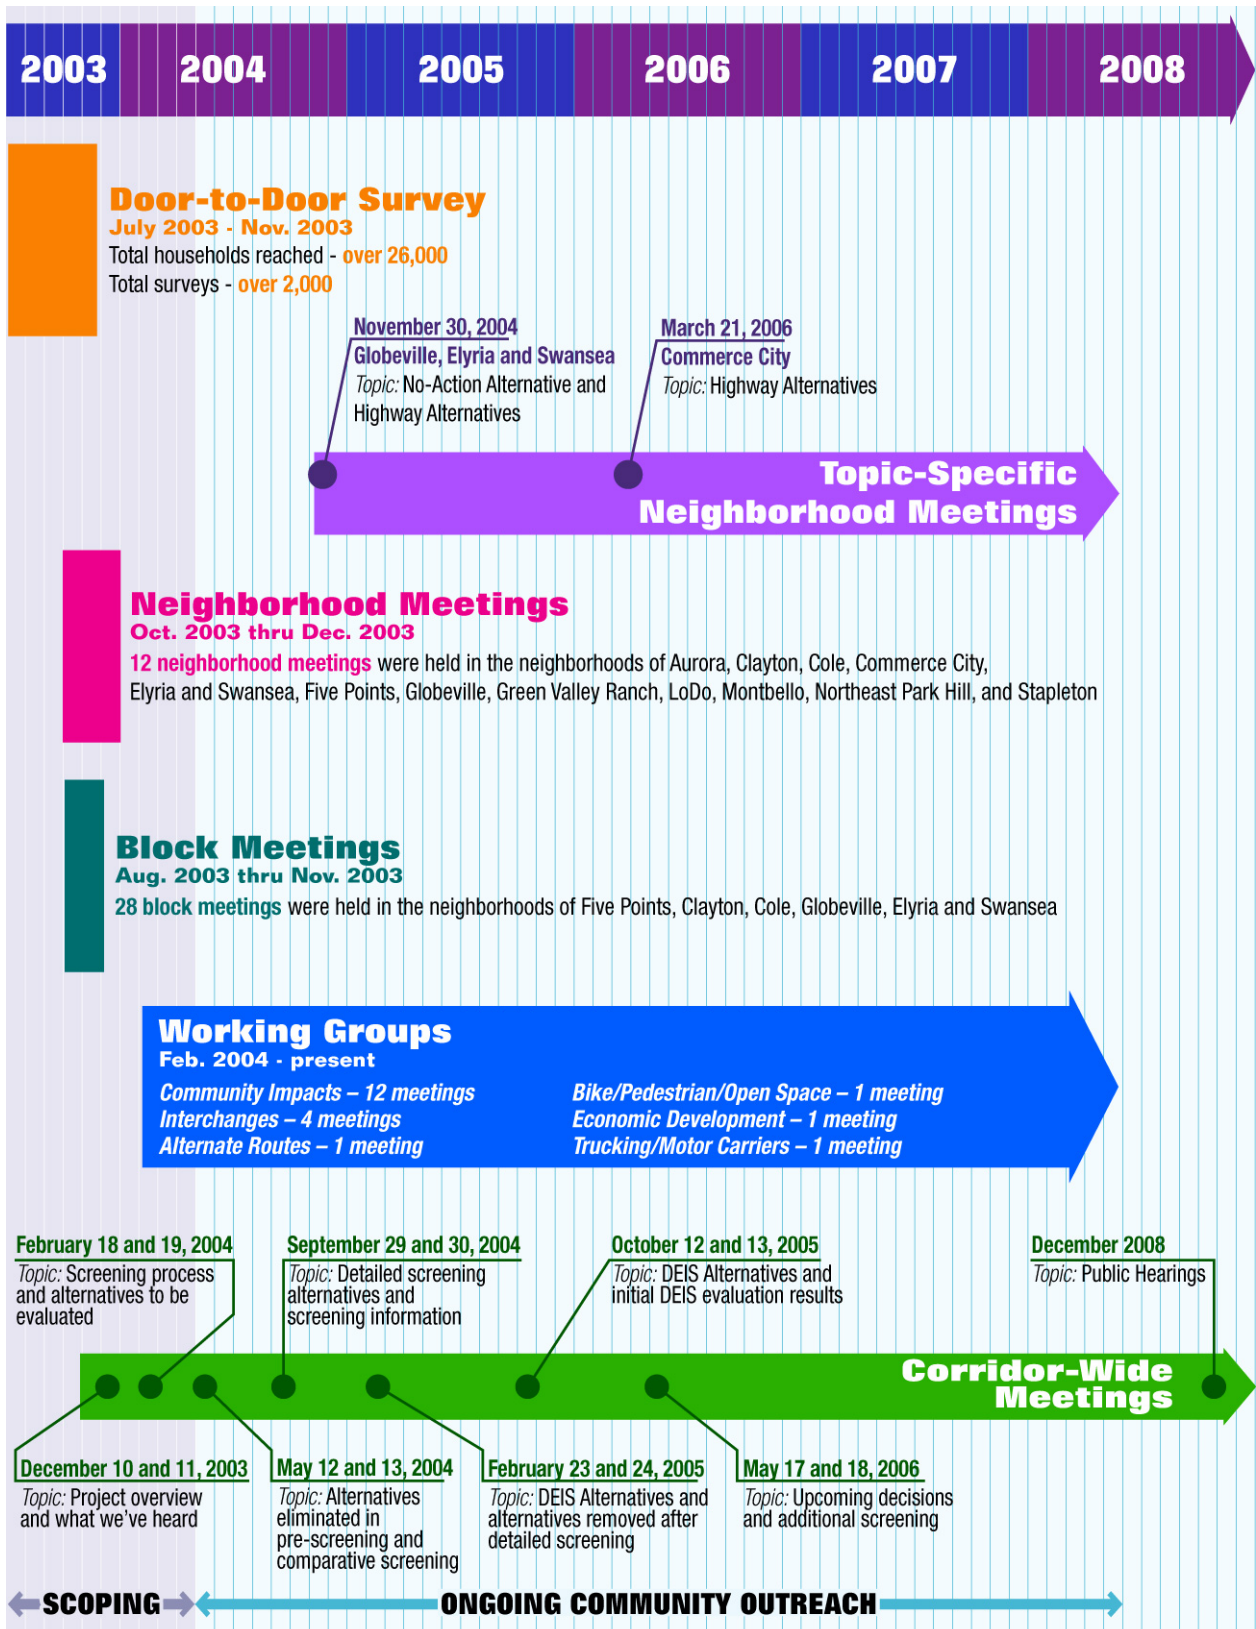 2003 2004 2005 2006 2007 2008
Door-to-Door Survey
July 2003 - Nov. 2003
Total households reached - over 26,000
Total surveys - over 2,000
November 30, 2004
Globeville, Elyria and Swansea
Topic: No-Action Alternative and
Highway Alternatives
March 21, 2006
Commerce City
Topic: Highway Alternatives
Topic-Specific
Neighborhood Meetings
Neighborhood Meetings
Oct. 2003 thru Dec. 2003
12 neighborhood meetings were held in the neighborhoods of Aurora, Clayton, Cole, Commerce City,
Elyria and Swansea, Five Points, Globeville, Green Valley Ranch, LoDo, Montbello, Northeast Park Hill, and Stapleton
Block Meetings
Aug. 2003 thru Nov. 2003
28 block meetings were held in the neighborhoods of Five Points, Clayton, Cole, Globeville, Elyria and Swansea
Working Groups
Feb. 2004 - present
Community Impacts – 12 meetings
Interchanges – 4 meetings
Alternate Routes – 1 meeting
Bike/Pedestrian/Open Space – 1 meeting
Economic Development – 1 meeting
Trucking/Motor Carriers – 1 meeting
February 18 and 19, 2004
Topic: Screening process
and alternatives to be
evaluated
September 29 and 30, 2004
Topic: Detailed screening
alternatives and
screening information
October 12 and 13, 2005
Topic: DEIS Alternatives and
initial DEIS evaluation results
December 2008
Topic: Public Hearings
Corridor-Wide
Meetings
December 10 and 11, 2003
Topic: Project overview
and what we've heard
May 12 and 13, 2004
Topic: Alternatives
eliminated in
pre-screening and
comparative screening
February 23 and 24, 2005
Topic: DEIS Alternatives and
alternatives removed after
detailed screening
May 17 and 18, 2006
Topic: Upcoming decisions
and additional screening
SCOPING
ONGOING COMMUNITY OUTREACH